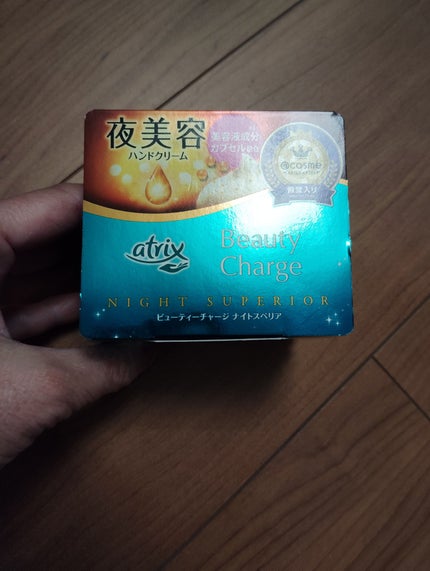 夜美容
ハンドクリーム
美容液成分
カプセル配合
@cosme
殿堂入り
atrix
Beauty
Charge
NIGHT SUPERIOR
ビューティーチャージ ナイトスペリア